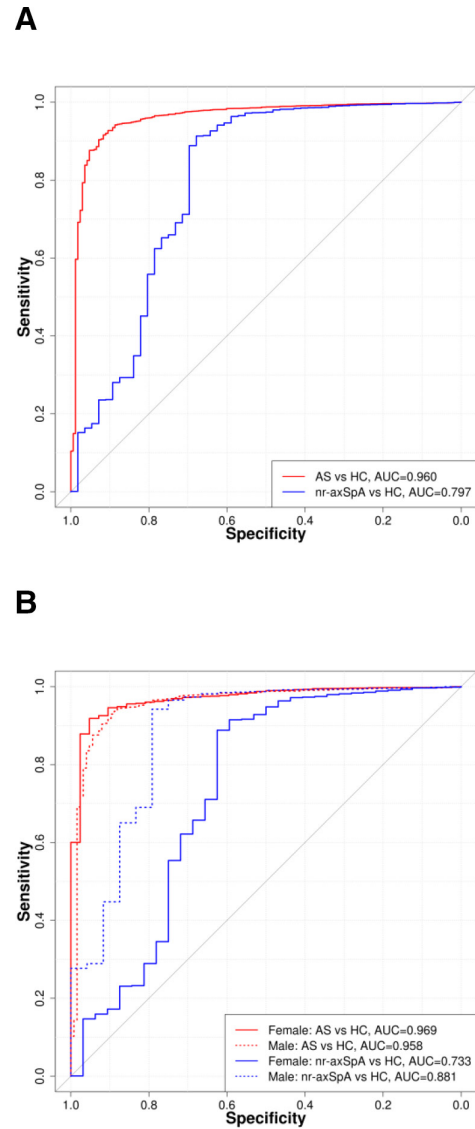 A
1.0
0.8
0.6
0.4
0.2
0.0
Sensitivity
AS vs HC, AUC=0.960
nr-axSpA vs HC, AUC=0.797
1.0 0.8 0.6 0.4 0.2 0.0
Specificity
B
1.0
0.8
0.6
0.4
0.2
0.0
Sensitivity
Female: AS vs HC, AUC=0.969
Male: AS vs HC, AUC=0.958
Female: nr-axSpA vs HC, AUC=0.733
Male: nr-axSpA vs HC, AUC=0.881
1.0 0.8 0.6 0.4 0.2 0.0
Specificity